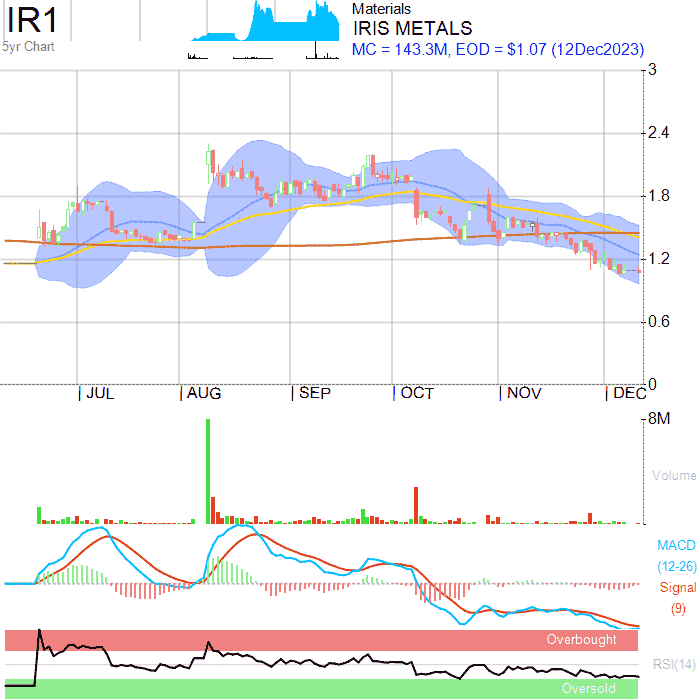 IR1
5yr Chart
Materials
IRIS METALS
MC = 143.3M, EOD = $1.07 (12Dec2023)
3
2.4
1.8
1.2
0.6
0
JUL AUG SEP OCT NOV DEC
8M
Volume
MACD
(12-26)
Signal
(9)
Overbought
RSI(14)
Oversold